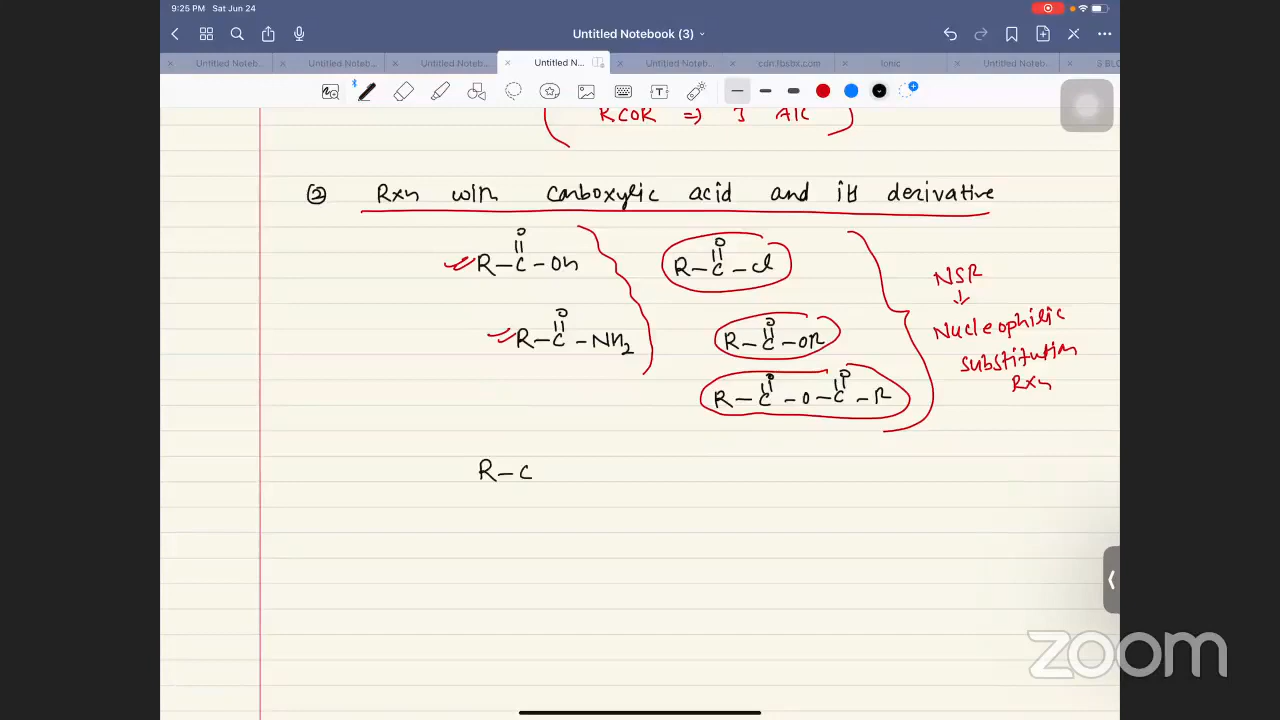 9:25 PM Sat Jun 24
Untitled Notebook (3)
Untitled Noteb... Untitled Noteb... Untitled Noteb... Untitled N... Untitled Noteb... cdn.fbsbx.com Ionic Untitled Noteb... S BLO
RCOR => 3° Alc
② Rxn with carboxylic acid and its derivative
O
R-C-OH
O
R-C-Cl
NSR
↓
Nucleophilic
substitution
Rxn
O
R-C-NH2
O
R-C-OR
O O
R-C-O-C-R
R-C
zoom